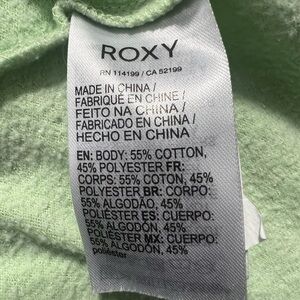 ROXY
RN 114199 / CA 52199
MADE IN CHINA /
FABRIQUÉ EN CHINE /
FEITO NA CHINA /
FABRICADO EN CHINA /
HECHO EN CHINA
EN: BODY: 55% COTTON,
45% POLYESTER FR:
CORPS: 55% COTON, 45%
POLYESTER BR: CORPO:
55% ALGODÃO, 45%
POLIÉSTER ES: CUERPO:
55% ALGODÓN, 45%
POLIÉSTER MX: CUERPO:
55% ALGODÓN, 45%
poliéster